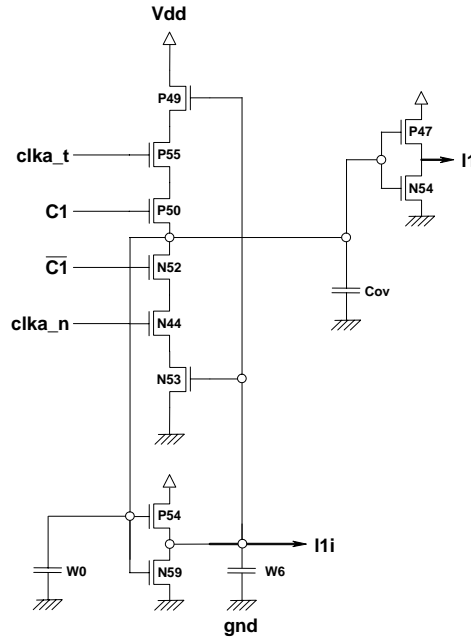 Vdd
P49
P47
clka_t
P55
I1
N54
C1
P50
C1
N52
Cov
clka_n
N44
N53
P54
I1i
W0
N59
W6
gnd